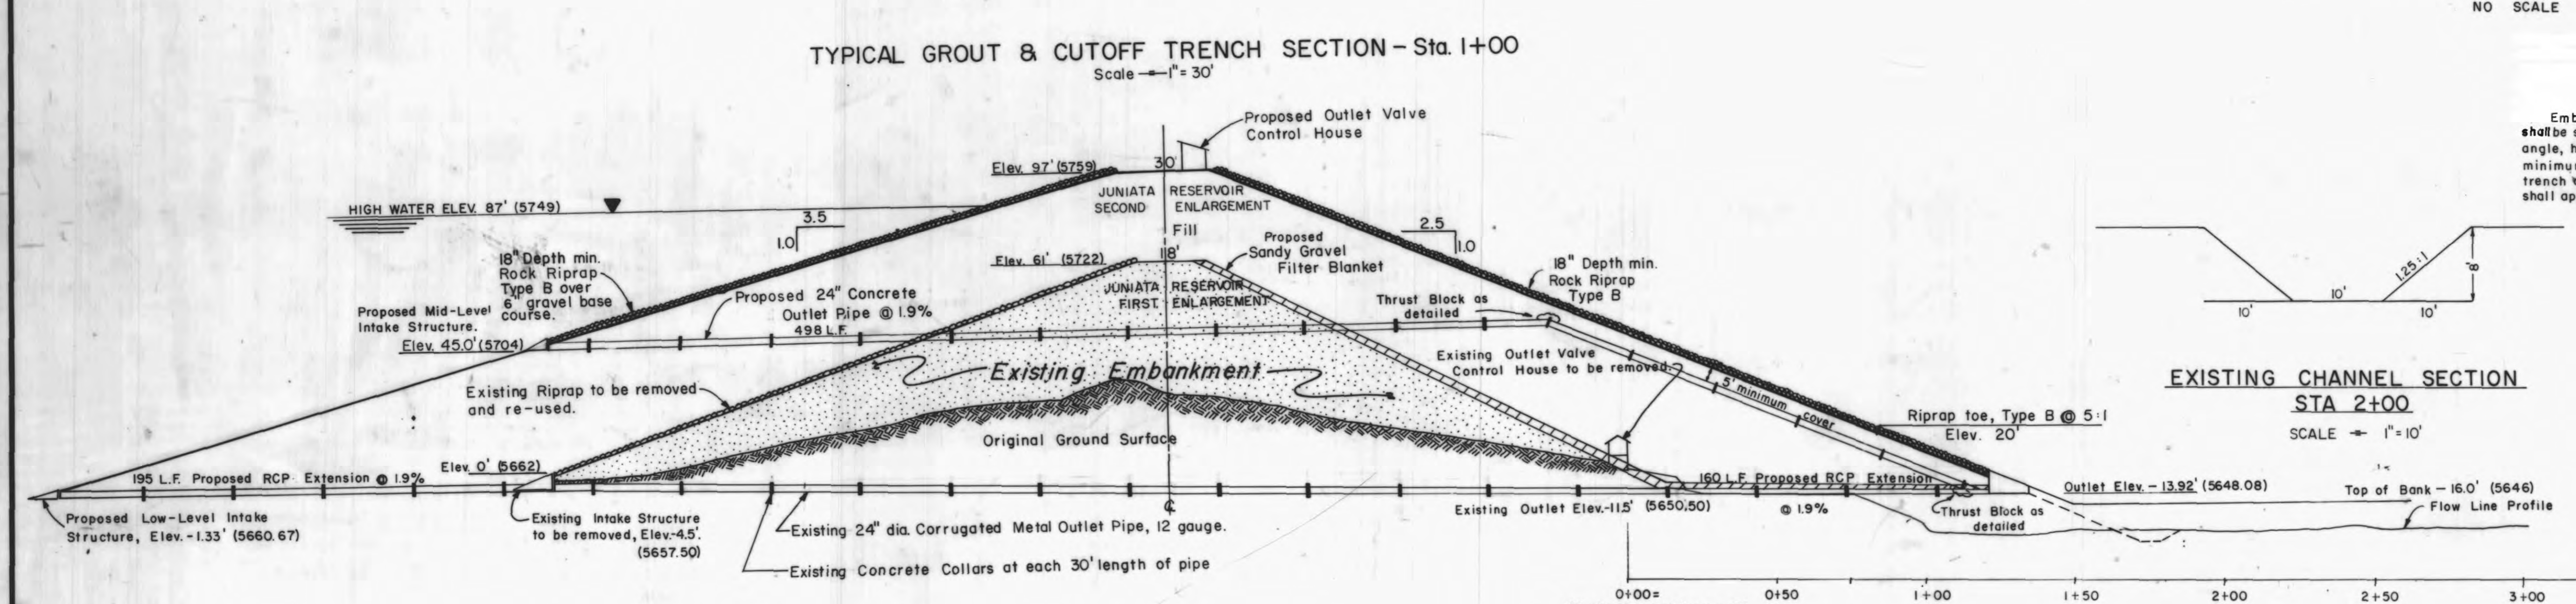 NO SCALE
TYPICAL GROUT & CUTOFF TRENCH SECTION - Sta. 1+00
Scale - 1" = 30'
Proposed Outlet Valve
Control House
Elev. 97' (5759)
30'
JUNIATA RESERVOIR
SECOND ENLARGEMENT
Fill
HIGH WATER ELEV. 87' (5749)
3.5
1.0
2.5
1.0
18" Depth min.
Rock Riprap
Type B over
6" gravel base
course.
Elev. 61' (5722)
18'
Proposed
Sandy Gravel
Filter Blanket
18" Depth min.
Rock Riprap
Type B
JUNIATA RESERVOIR
FIRST ENLARGEMENT
Proposed Mid-Level
Intake Structure.
Elev. 45.0' (5704)
Proposed 24" Concrete
Outlet Pipe @ 1.9%
498 L.F.
Thrust Block as
detailed
Existing Riprap to be removed
and re-used.
Existing Embankment
Existing Outlet Valve
Control House to be removed.
5' minimum cover
Original Ground Surface
Riprap toe, Type B @ 5:1
Elev. 20'
195 L.F. Proposed RCP Extension @ 1.9%
Elev. 0' (5662)
160 L.F. Proposed RCP Extension
@ 1.9%
Proposed Low-Level Intake
Structure, Elev. -1.33' (5660.67)
Existing Intake Structure
to be removed, Elev.-4.5'.
(5657.50)
℄
Existing 24" dia. Corrugated Metal Outlet Pipe, 12 gauge.
Existing Concrete Collars at each 30' length of pipe
Existing Outlet Elev.-11.5' (5650.50)
Thrust Block as
detailed
Outlet Elev. - 13.92' (5648.08)
Top of Bank - 16.0' (5646)
Flow Line Profile
0+00=
0+50
1+00
1+50
2+00
2+50
3+00
Emb
shall be s
angle, h
minimu
trench
shall ap
1.25:1
8'
10'
10'
10'
EXISTING CHANNEL SECTION
STA 2+00
SCALE - 1" = 10'